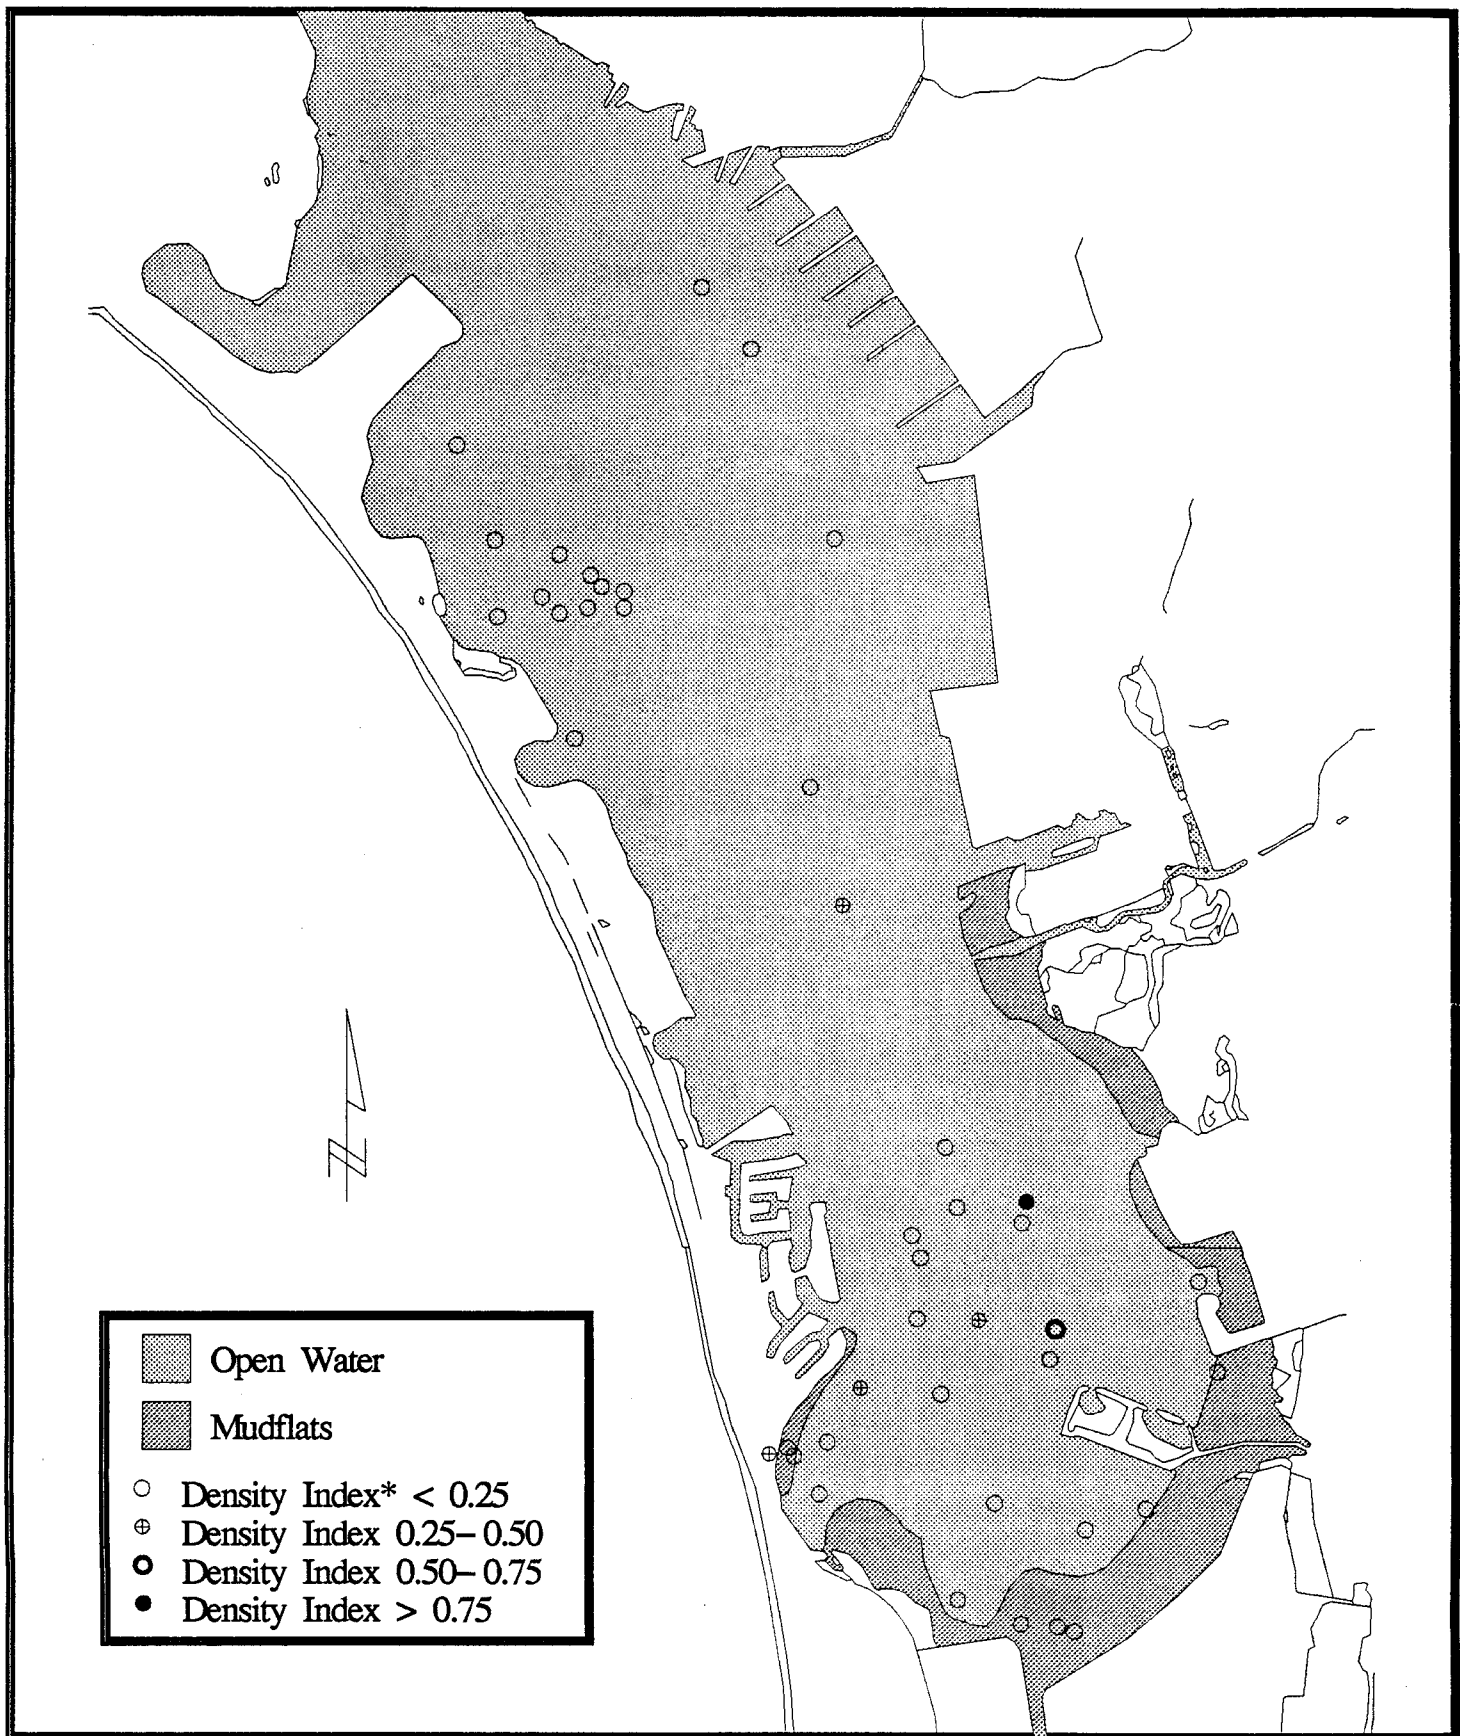 Open Water
Mudflats
Density Index* < 0.25
Density Index 0.25–0.50
Density Index 0.50–0.75
Density Index > 0.75
N